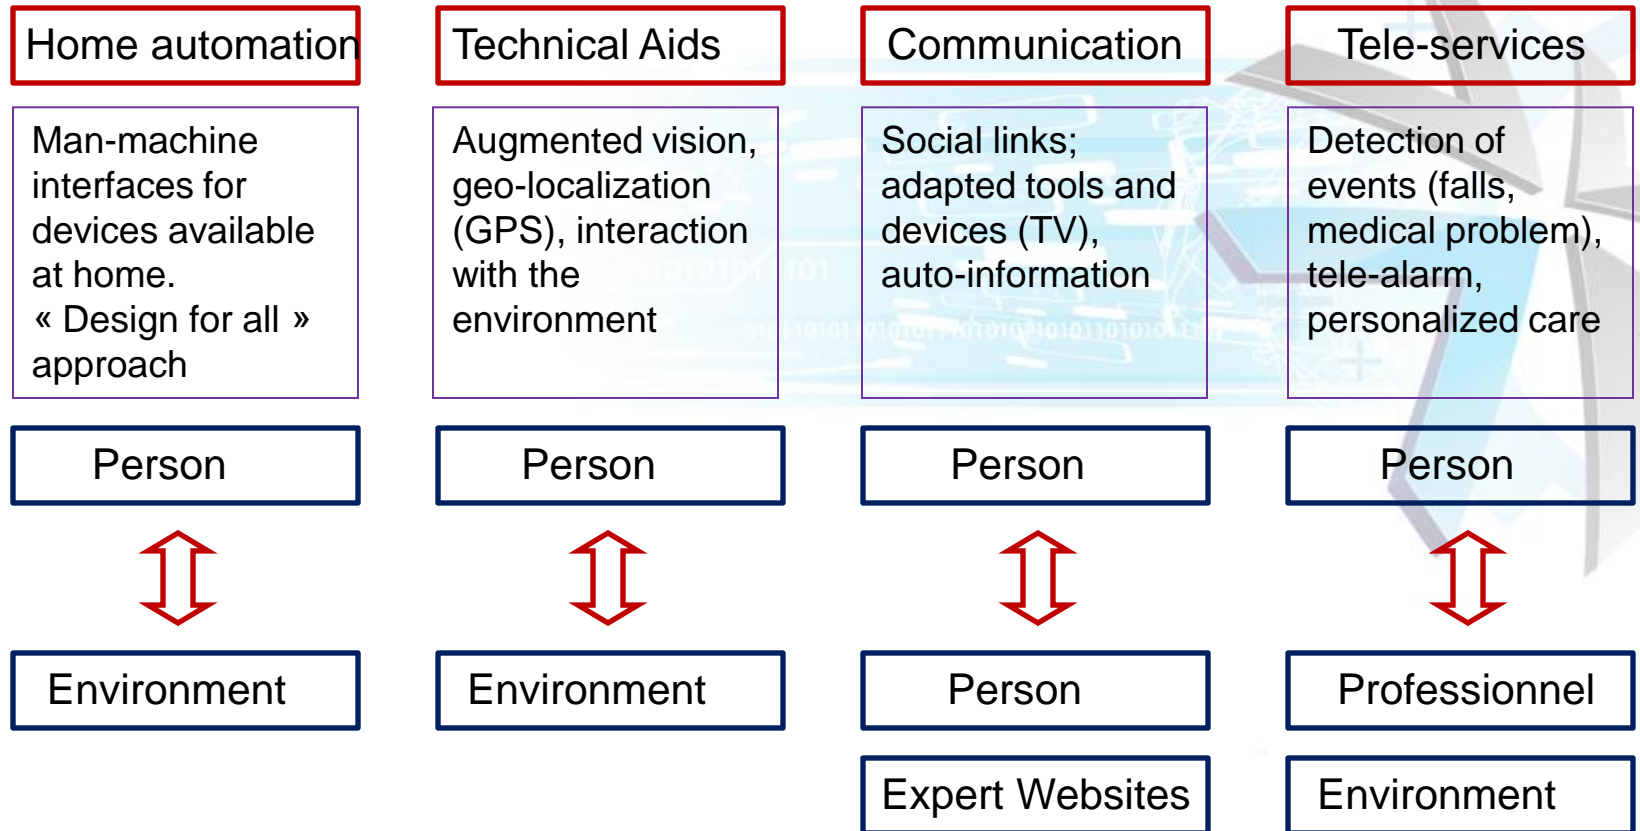 Home automation
Technical Aids
Communication
Tele-services
Man-machine
interfaces for
devices available
at home.
« Design for all »
approach
Augmented vision,
geo-localization
(GPS), interaction
with the
environment
Social links;
adapted tools and
devices (TV),
auto-information
Detection of
events (falls,
medical problem),
tele-alarm,
personalized care
Person
Person
Person
Person
Environment
Environment
Person
Professionnel
Expert Websites
Environment